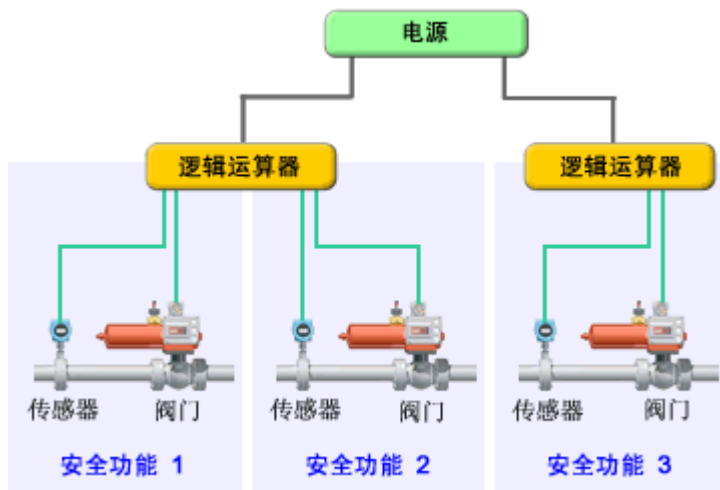 电源
逻辑运算器 逻辑运算器
传感器 阀门 传感器 阀门 传感器 阀门
安全功能 1 安全功能 2 安全功能 3